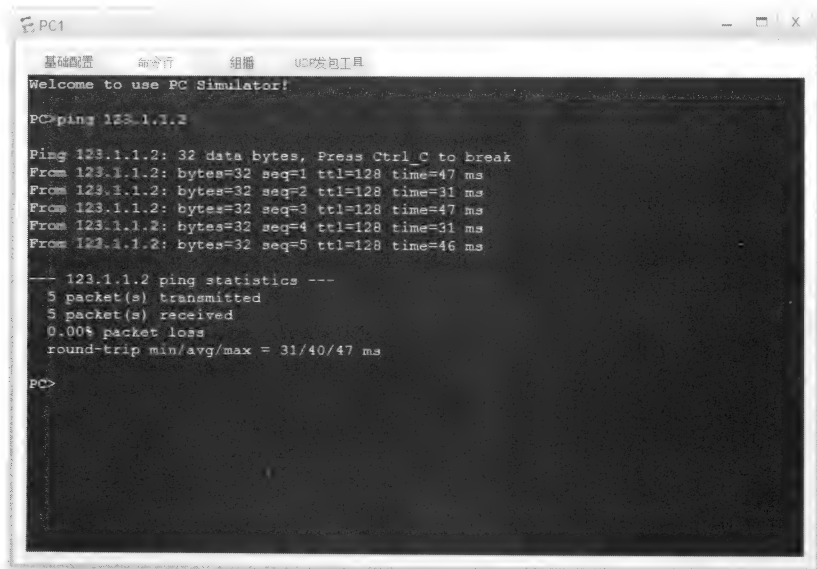 PC1
基础配置 命令行 组播 UDP发包工具
Welcome to use PC Simulator!
PC>ping 123.1.1.2
Ping 123.1.1.2: 32 data bytes, Press Ctrl_C to break
From 123.1.1.2: bytes=32 seq=1 ttl=128 time=47 ms
From 123.1.1.2: bytes=32 seq=2 ttl=128 time=31 ms
From 123.1.1.2: bytes=32 seq=3 ttl=128 time=47 ms
From 123.1.1.2: bytes=32 seq=4 ttl=128 time=31 ms
From 123.1.1.2: bytes=32 seq=5 ttl=128 time=46 ms
--- 123.1.1.2 ping statistics ---
5 packet(s) transmitted
5 packet(s) received
0.00% packet loss
round-trip min/avg/max = 31/40/47 ms
PC>